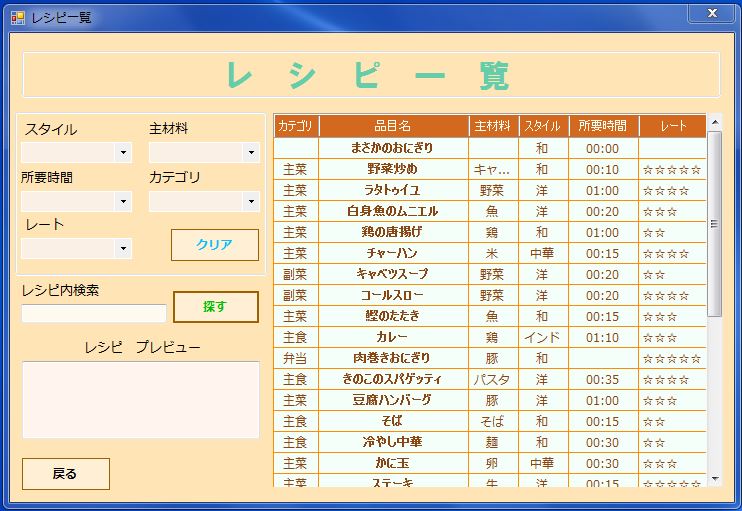 レシピ一覧
レシピ一覧
スタイル 主材料
所要時間 カテゴリ
レート
クリア
レシピ内検索
探す
レシピ プレビュー
戻る
カテゴリ 品目名 主材料 スタイル 所要時間 レート
まさかのおにぎり 和 00:00
主菜 野菜炒め キャ... 和 00:10 ☆☆☆☆☆
主菜 ラタトゥイユ 野菜 洋 01:00 ☆☆☆☆
主菜 白身魚のムニエル 魚 洋 00:20 ☆☆☆
主菜 鶏の唐揚げ 鶏 和 01:00 ☆☆
主菜 チャーハン 米 中華 00:15 ☆☆☆☆
副菜 キャベツスープ 野菜 洋 00:20 ☆☆
副菜 コールスロー 野菜 洋 00:20 ☆☆☆☆
主菜 鰹のたたき 魚 和 00:15 ☆☆☆
主食 カレー 鶏 インド 01:10 ☆☆☆
弁当 肉巻きおにぎり 豚 和 ☆☆☆☆☆
主食 きのこのスパゲッティ パスタ 洋 00:35 ☆☆☆☆
主菜 豆腐ハンバーグ 豚 洋 01:00 ☆☆☆
主食 そば そば 和 00:15 ☆☆
主食 冷やし中華 麺 和 00:30 ☆☆
主菜 かに玉 卵 中華 00:30 ☆☆☆
主菜 ステーキ 牛 洋 00:15 ☆☆☆☆☆